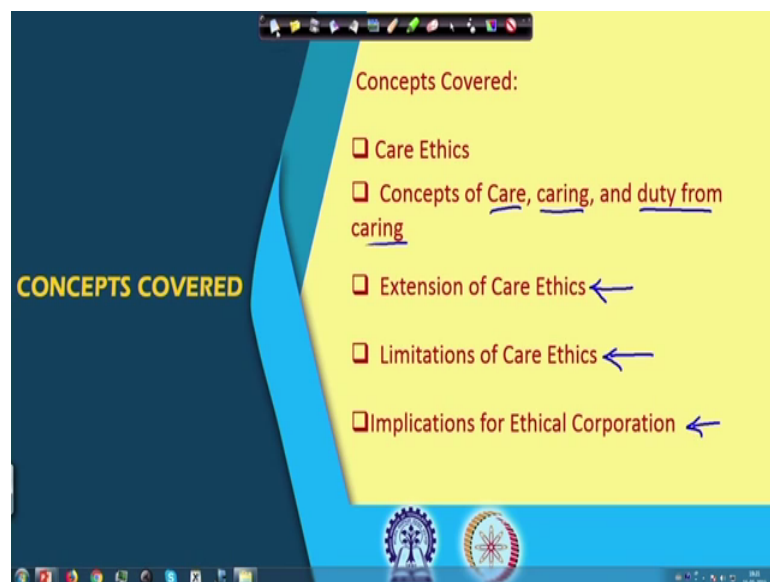 Concepts Covered:
❑ Care Ethics
❑ Concepts of Care, caring, and duty from
caring
CONCEPTS COVERED
❑ Extension of Care Ethics
❑ Limitations of Care Ethics
❑Implications for Ethical Corporation